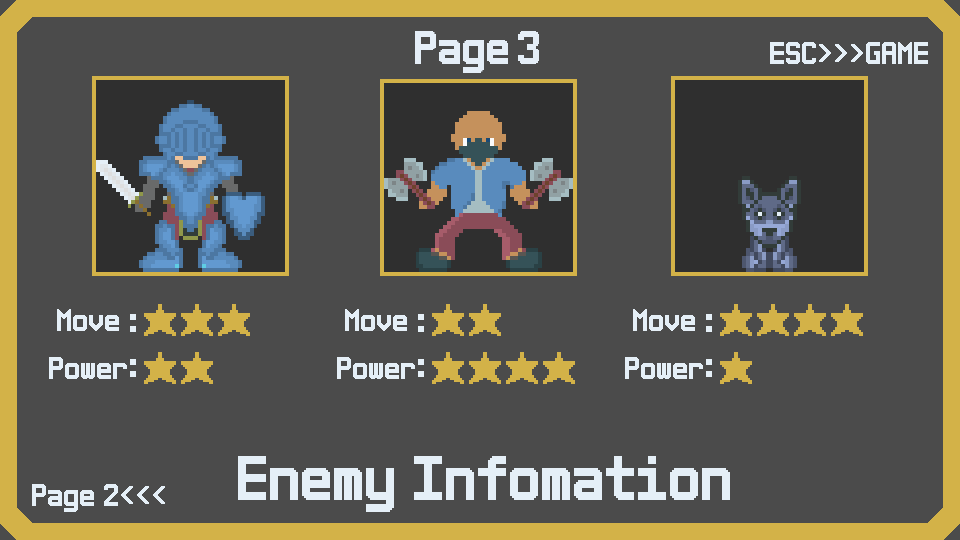 Page 3
ESC>>>GAME
Move :
Move :
Move :
Power:
Power:
Power:
Enemy Infomation
Page 2<<<